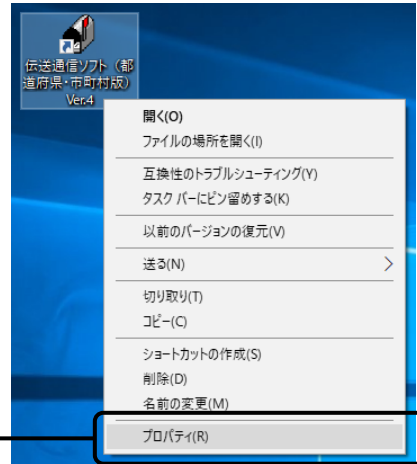 伝送通信ソフト（都
道府県・市町村版）
Ver.4
開く(O)
ファイルの場所を開く(I)
互換性のトラブルシューティング(Y)
タスク バーにピン留めする(K)
以前のバージョンの復元(V)
送る(N)
切り取り(T)
コピー(C)
ショートカットの作成(S)
削除(D)
名前の変更(M)
プロパティ(R)